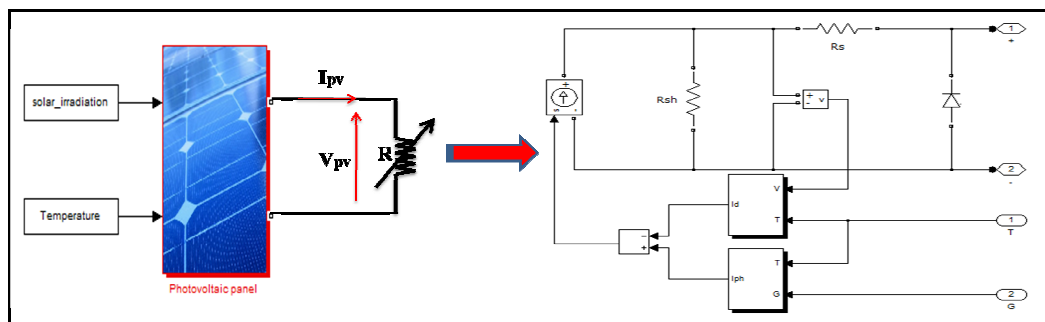 solar_irradiation
Temperature
Photovoltaic panel
Ipv
Vpv
R
Rs
Rsh
+
-
v
s
+
-
1
+
2
-
V
T
Id
T
G
Iph
-
+
1
T
2
G